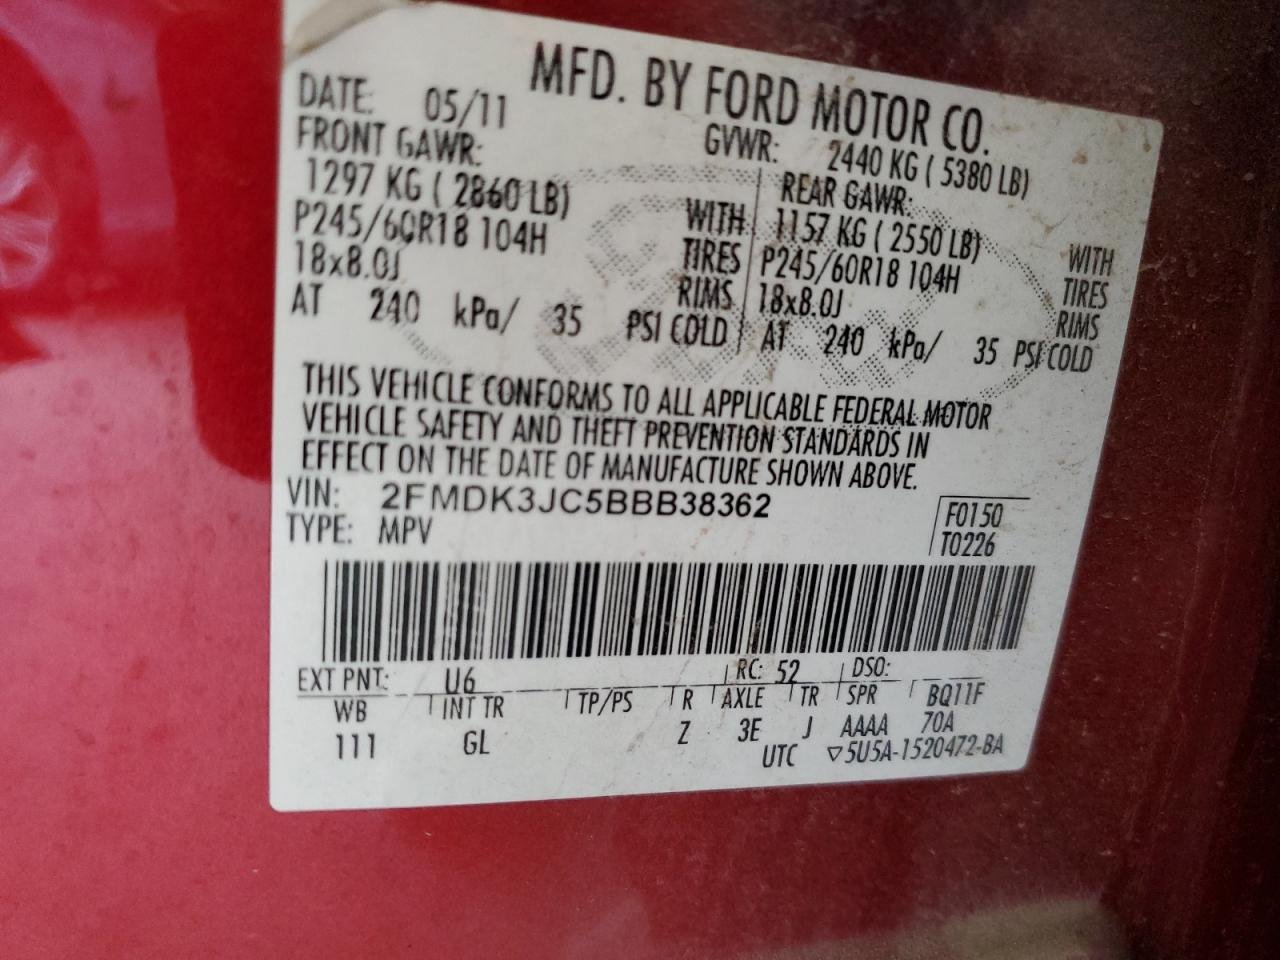 MFD. BY FORD MOTOR CO.
DATE: 05/11 GVWR: 2440 KG ( 5380 LB)
FRONT GAWR: REAR GAWR:
1297 KG ( 2860 LB) WITH 1157 KG ( 2550 LB) WITH
P245/60R18 104H TIRES P245/60R18 104H TIRES
18x8.0J RIMS 18x8.0J RIMS
AT 240 kPa/ 35 PSI COLD AT 240 kPa/ 35 PSI COLD
THIS VEHICLE CONFORMS TO ALL APPLICABLE FEDERAL MOTOR
VEHICLE SAFETY AND THEFT PREVENTION STANDARDS IN
EFFECT ON THE DATE OF MANUFACTURE SHOWN ABOVE.
VIN: 2FMDK3JC5BBB38362 F0150
TYPE: MPV T0226
EXT PNT: U6 RC: 52 DSO:
WB INT TR TP/PS R AXLE TR SPR BQ11F
111 GL Z 3E J AAAA 70A
UTC ▽5U5A-1520472-BA